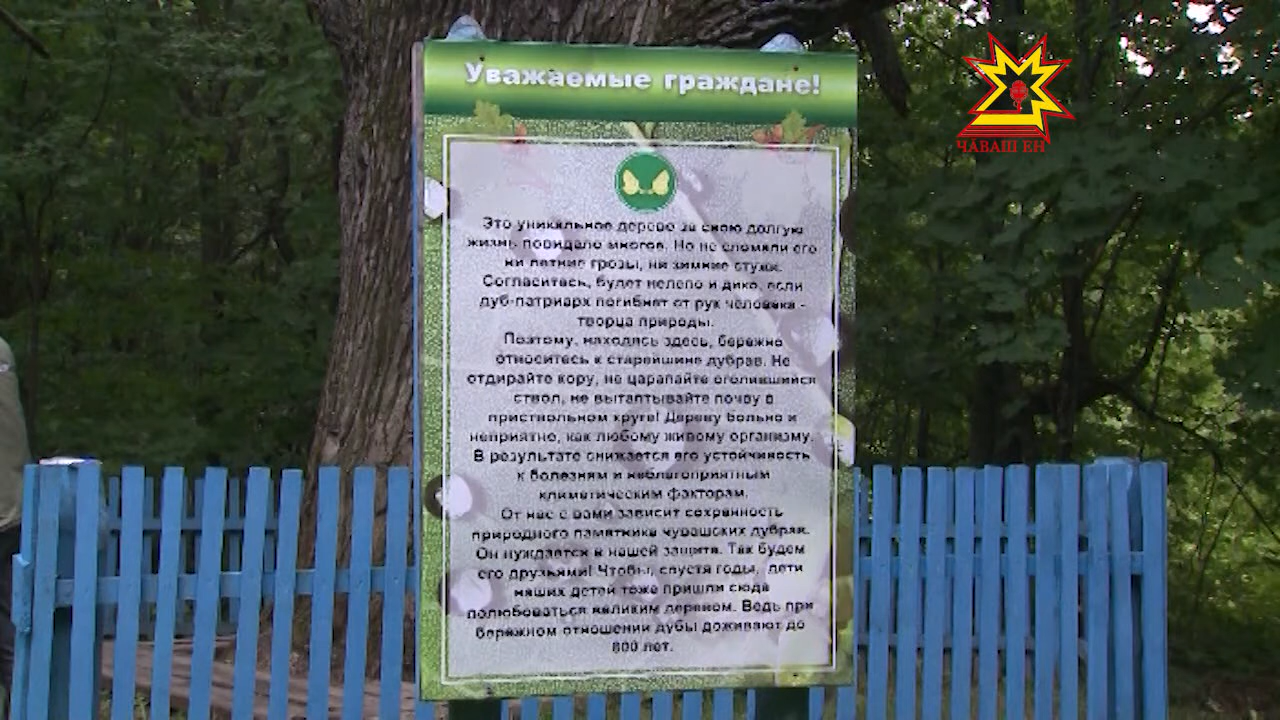 Уважаемые граждане!
ЧĂВАШ ЕН
Это уникальное дерево за свою долгую
жизнь повидало многое. Но не сломали его
ни летние грозы, ни зимние стужи.
Согласитесь, будет нелепо и дико, если
дуб-патриарх погибнет от рук человека -
творца природы.
Поэтому, находясь здесь, бережно
относитесь к старейшине дубрав. Не
отдирайте кору, не царапайте оголившийся
ствол, не вытаптывайте почву в
приствольном круге! Дереву больно и
неприятно, как любому живому организму.
В результате снижается его устойчивость
к болезням и неблагоприятным
климатическим факторам.
От нас с вами зависит сохранность
природного памятника чувашских дубрав.
Он нуждается в нашей защите. Так будем
его друзьями! Чтобы, спустя годы, дети
наших детей тоже пришли сюда
полюбоваться великим деревом. Ведь при
бережном отношении дубы доживают до
800 лет.